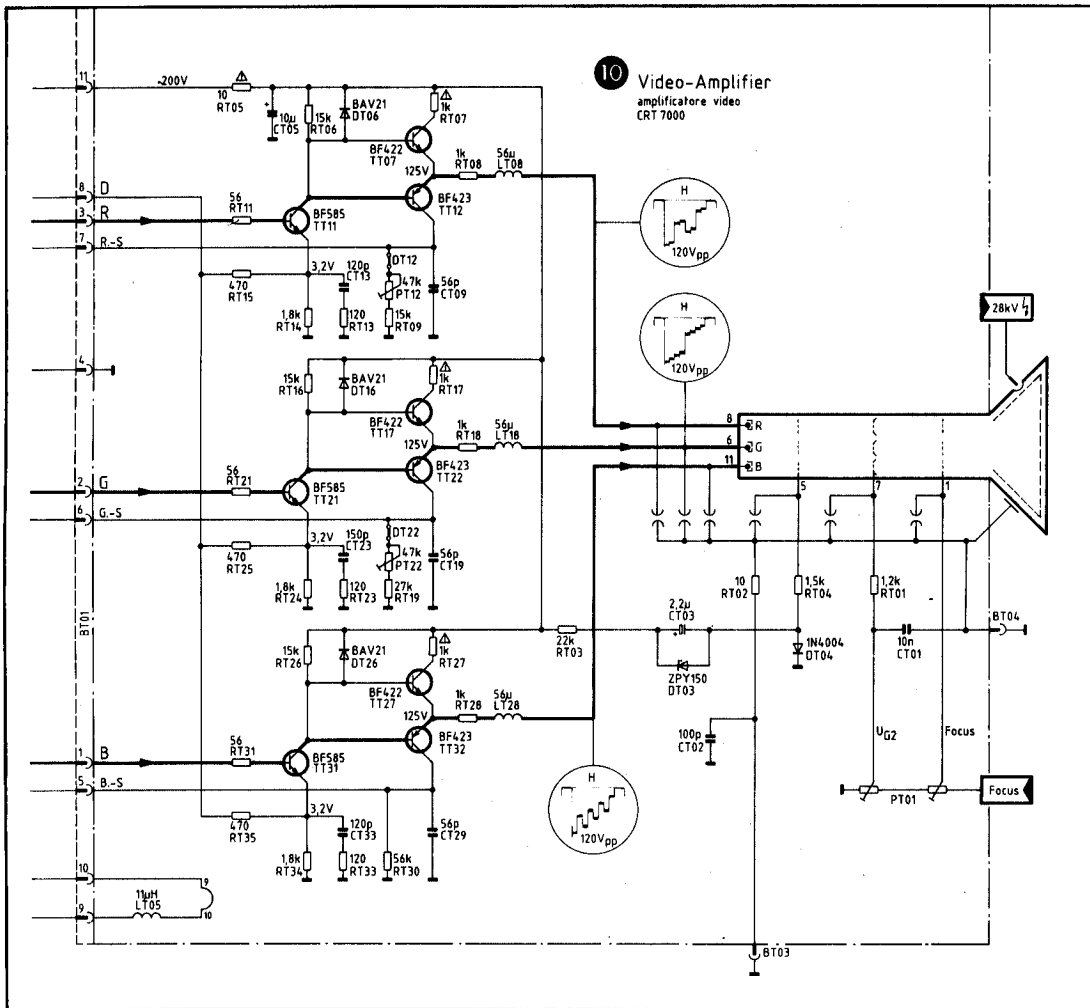 10 Video-Amplifier
amplificatore video
CRT 7000
11
~200V
10
RT05
10µ
CT05
15k
RT06
BAV21
DT06
1k
RT07
BF422
TT07
125V
1k
RT08
56µ
LT08
BF423
TT12
8 D
3 R
7 R.-S
56
RT11
BF585
TT11
3,2V
120p
CT13
DT12
47k
PT12
56p
CT09
470
RT15
1,8k
RT14
120
RT13
15k
RT09
H
120Vpp
H
120Vpp
28kV
4
15k
RT16
BAV21
DT16
1k
RT17
BF422
TT17
125V
1k
RT18
56µ
LT18
BF423
TT22
2 G
6 G.-S
56
RT21
BF585
TT21
3,2V
150p
CT23
DT22
47k
PT22
56p
CT19
470
RT25
1,8k
RT24
120
RT23
27k
RT19
8 R
6 G
11 B
5
7
1
10
RT02
1,5k
RT04
1,2k
RT01
BT04
BT01
15k
RT26
BAV21
DT26
1k
RT27
BF422
TT27
125V
1k
RT28
56µ
LT28
BF423
TT32
22k
RT03
2,2µ
CT03
ZPY150
DT03
1N4004
DT04
10n
CT01
100p
CT02
UG2
Focus
PT01
Focus
1 B
5 B.-S
56
RT31
BF585
TT31
3,2V
120p
CT33
56p
CT29
470
RT35
1,8k
RT34
120
RT33
56k
RT30
H
120Vpp
10
9
11µH
LT05
9
10
BT03